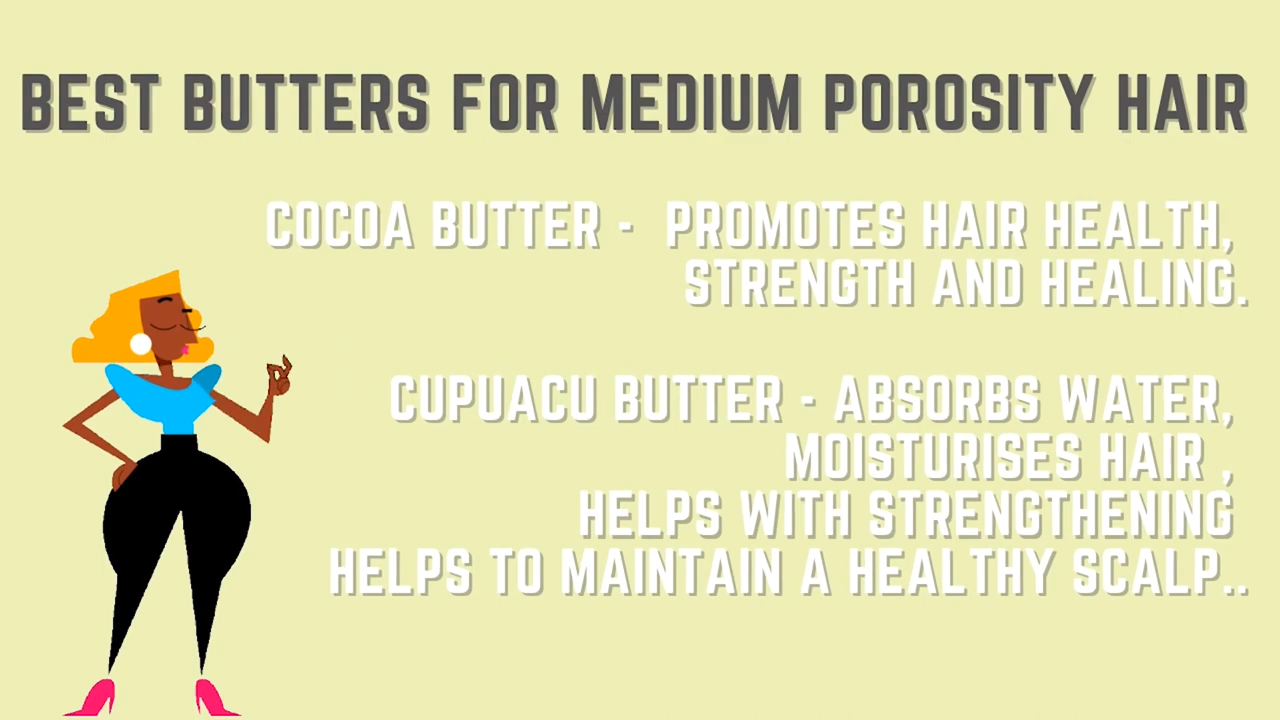 BEST BUTTERS FOR MEDIUM POROSITY HAIR
COCOA BUTTER - PROMOTES HAIR HEALTH,
STRENGTH AND HEALING.
CUPUACU BUTTER - ABSORBS WATER,
MOISTURISES HAIR ,
HELPS WITH STRENGTHENING
HELPS TO MAINTAIN A HEALTHY SCALP..